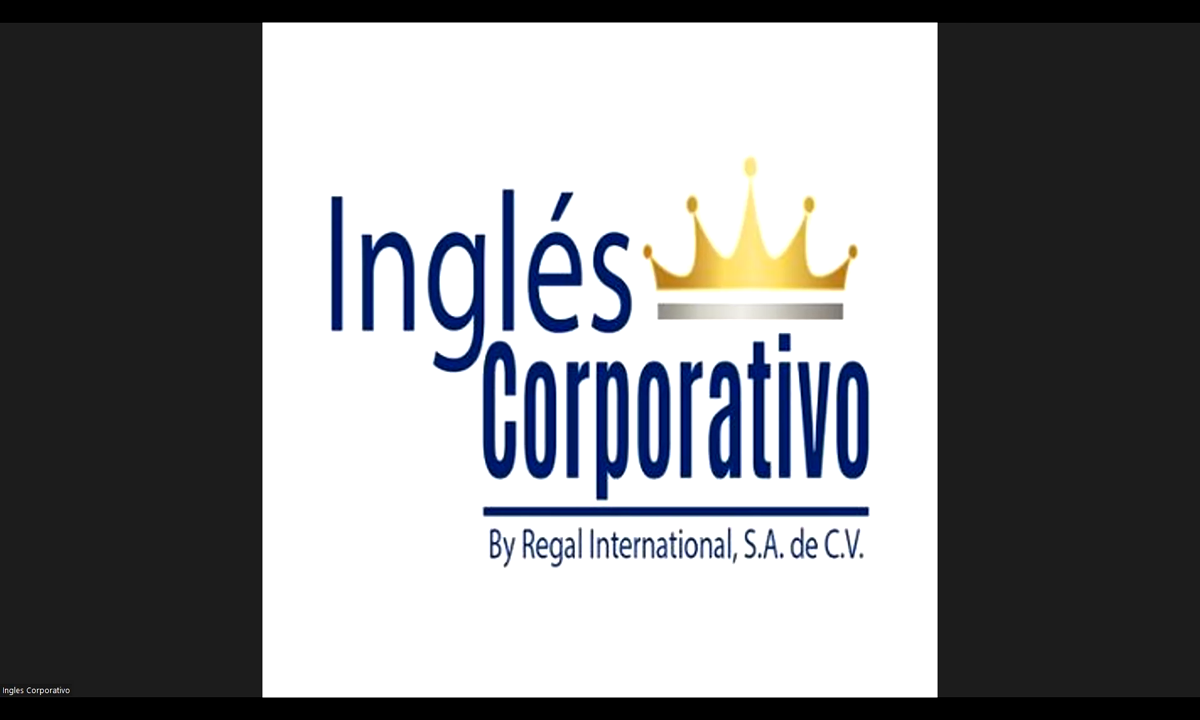 Inglés
Corporativo
By Regal International, S.A. de C.V.
Ingles Corporativo